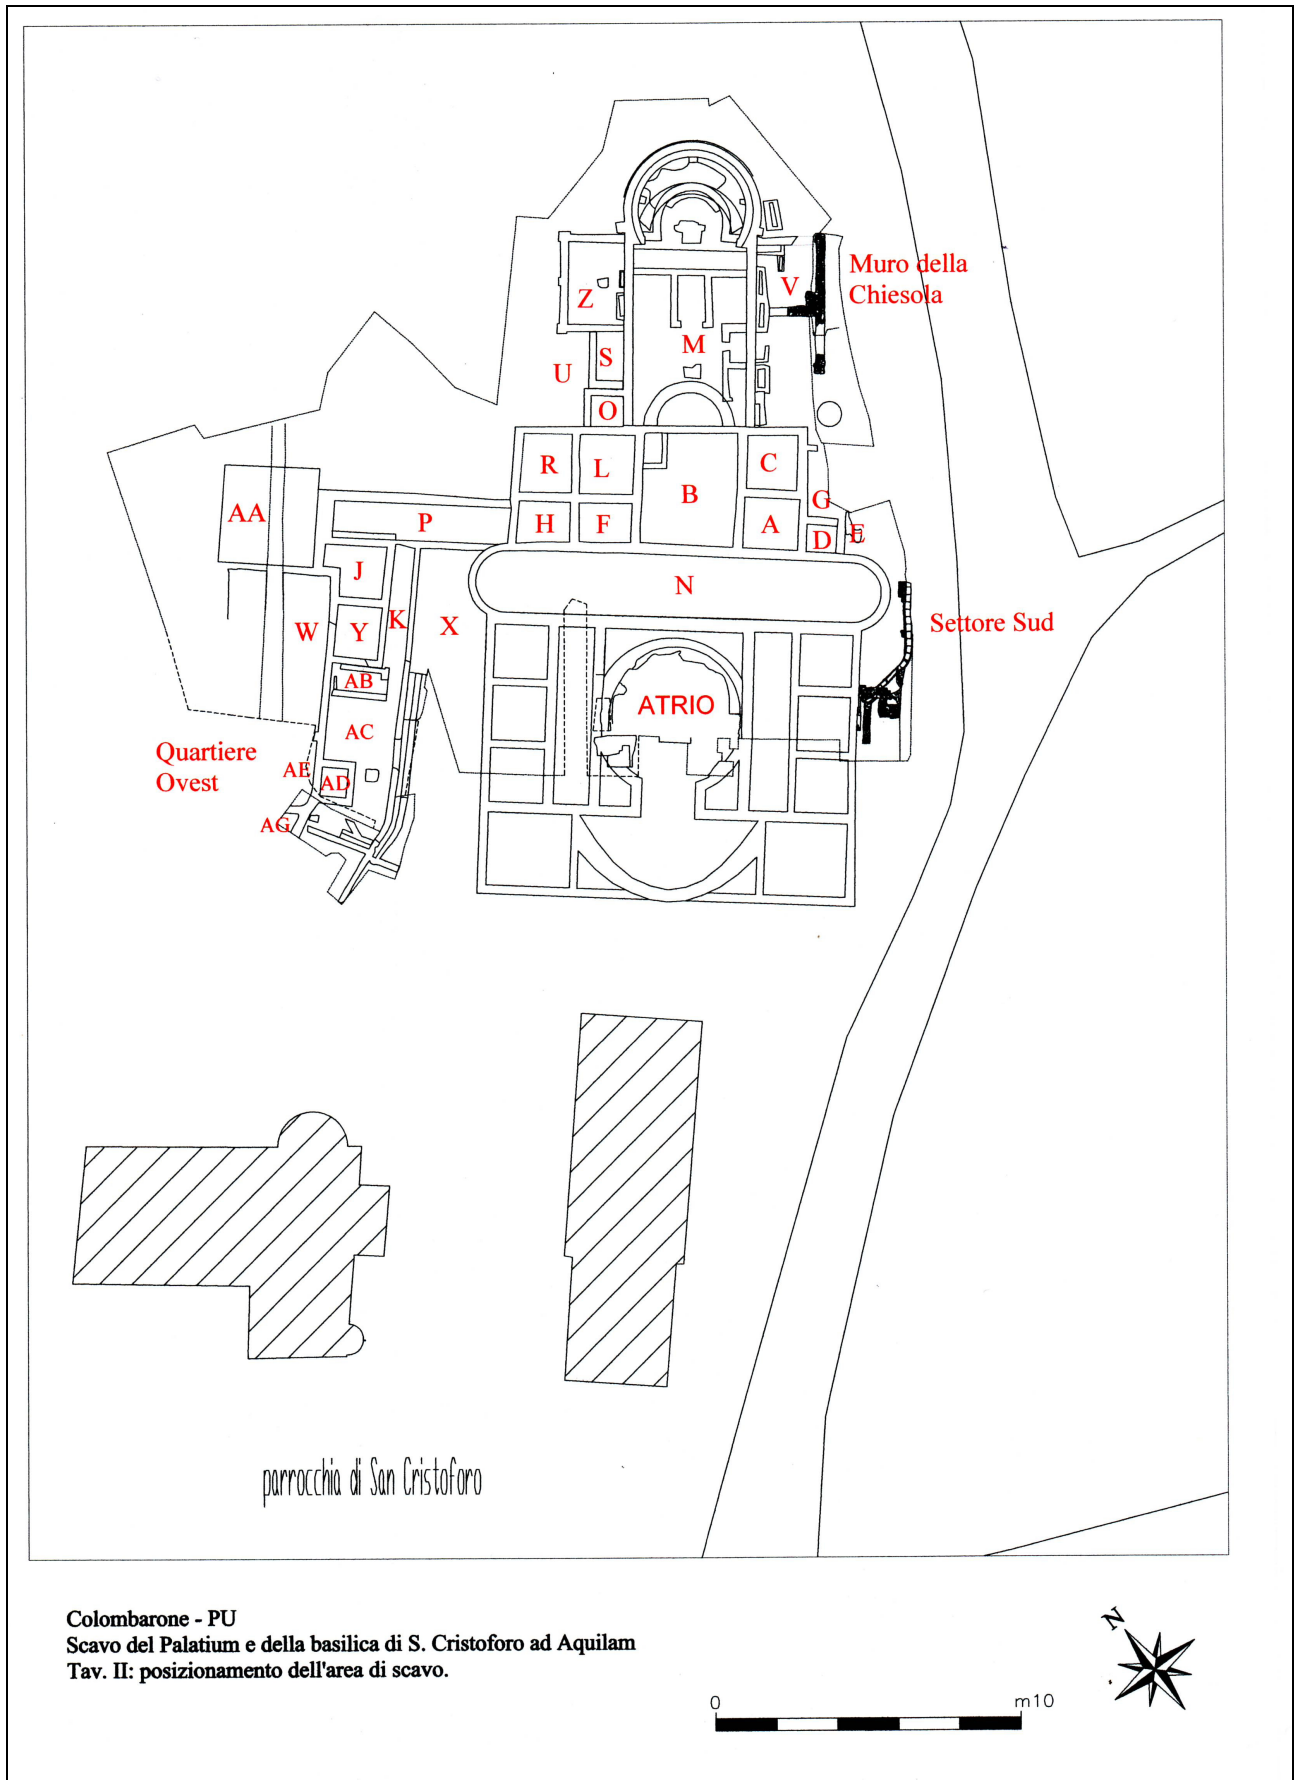 Muro della
Chiesola
Z
V
M
S
U
O
R
L
B
C
AA
P
H
F
A
G
D
E
J
N
W
Y
K
X
Settore Sud
AB
ATRIO
AC
Quartiere
Ovest
AE
AD
AG
parrocchia di San Cristoforo
Colombarone - PU
Scavo del Palatium e della basilica di S. Cristoforo ad Aquilam
Tav. II: posizionamento dell'area di scavo.
N
0
m10